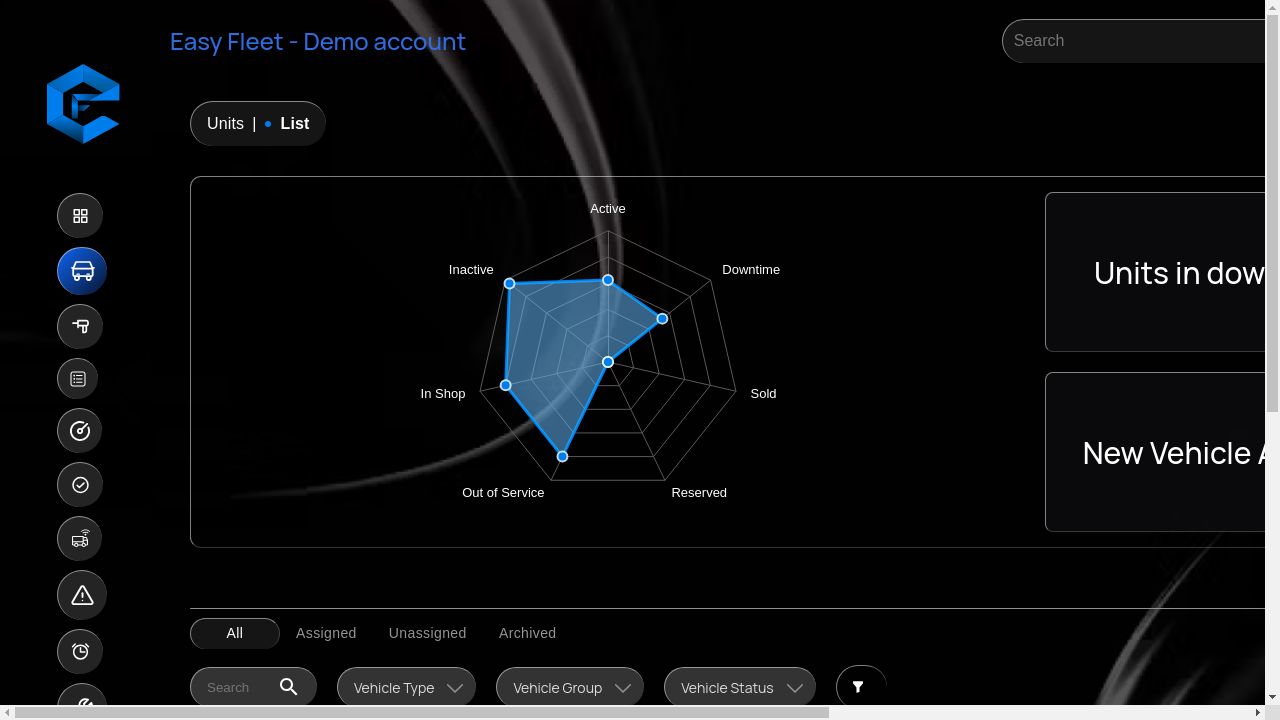 Easy Fleet - Demo account
Search
Units | • List
Active
Inactive
Downtime
Units in dow
In Shop
Sold
New Vehicle A
Out of Service
Reserved
All
Assigned
Unassigned
Archived
Search
Vehicle Type
Vehicle Group
Vehicle Status